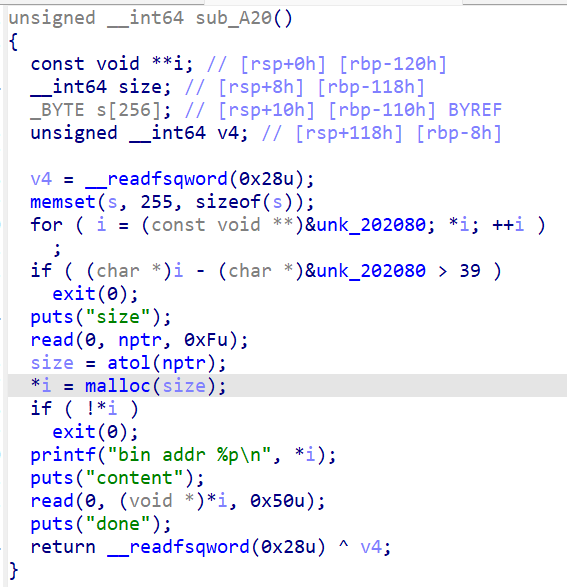 unsigned __int64 sub_A20()
{
  const void **i; // [rsp+0h] [rbp-120h]
  __int64 size; // [rsp+8h] [rbp-118h]
  _BYTE s[256]; // [rsp+10h] [rbp-110h] BYREF
  unsigned __int64 v4; // [rsp+118h] [rbp-8h]

  v4 = __readfsqword(0x28u);
  memset(s, 255, sizeof(s));
  for ( i = (const void **)&unk_202080; *i; ++i )
    ;
  if ( (char *)i - (char *)&unk_202080 > 39 )
    exit(0);
  puts("size");
  read(0, nptr, 0xFu);
  size = atol(nptr);
  *i = malloc(size);
  if ( !*i )
    exit(0);
  printf("bin addr %p\n", *i);
  puts("content");
  read(0, (void *)*i, 0x50u);
  puts("done");
  return __readfsqword(0x28u) ^ v4;
}